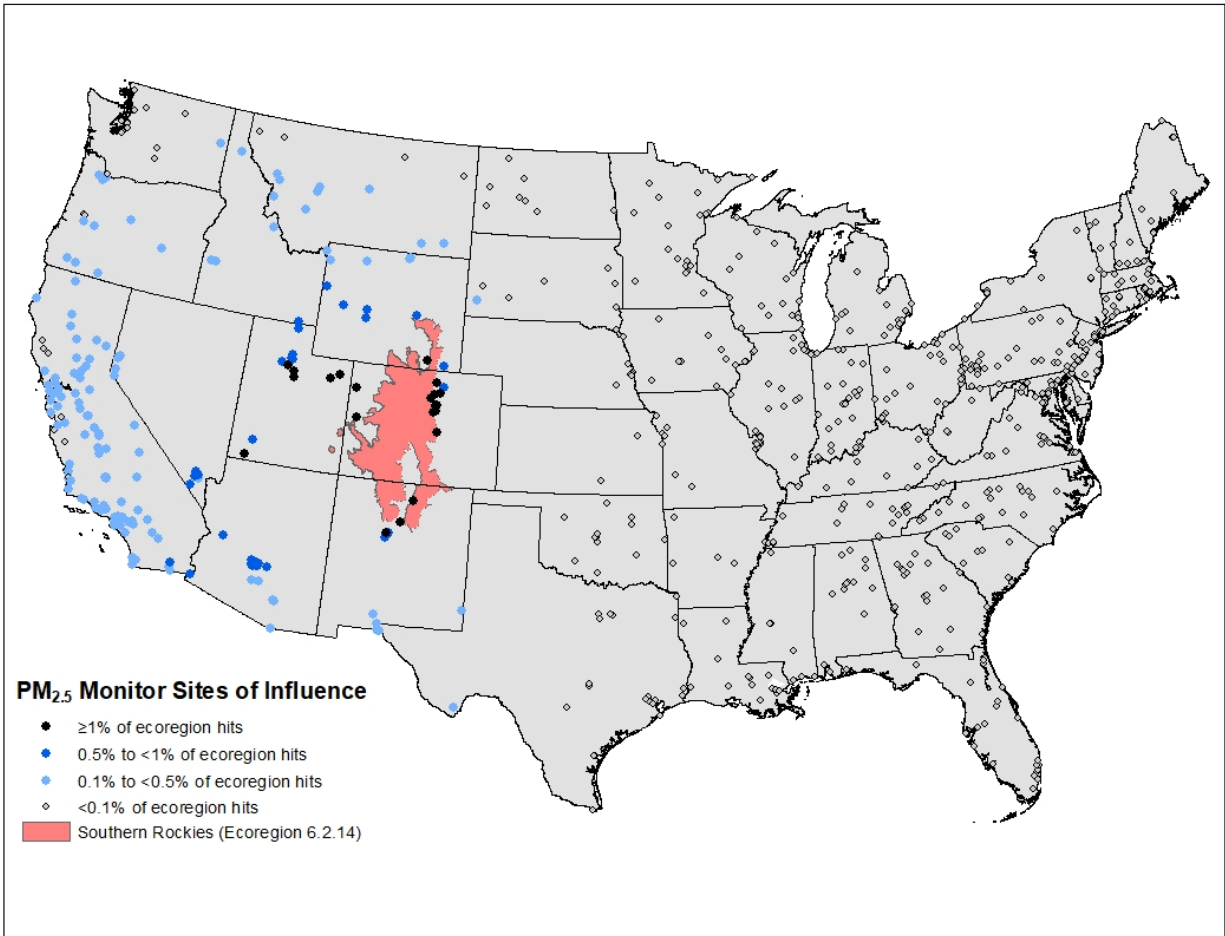 PM2.5 Monitor Sites of Influence
≥1% of ecoregion hits
0.5% to <1% of ecoregion hits
0.1% to <0.5% of ecoregion hits
<0.1% of ecoregion hits
Southern Rockies (Ecoregion 6.2.14)